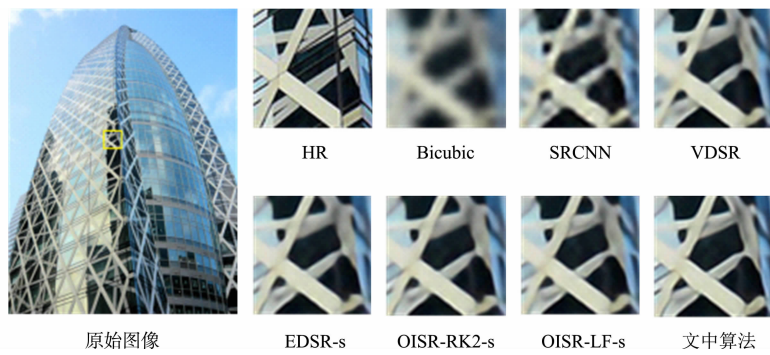 HR
Bicubic
SRCNN
VDSR
原始图像
EDSR-s
OISR-RK2-s
OISR-LF-s
文中算法